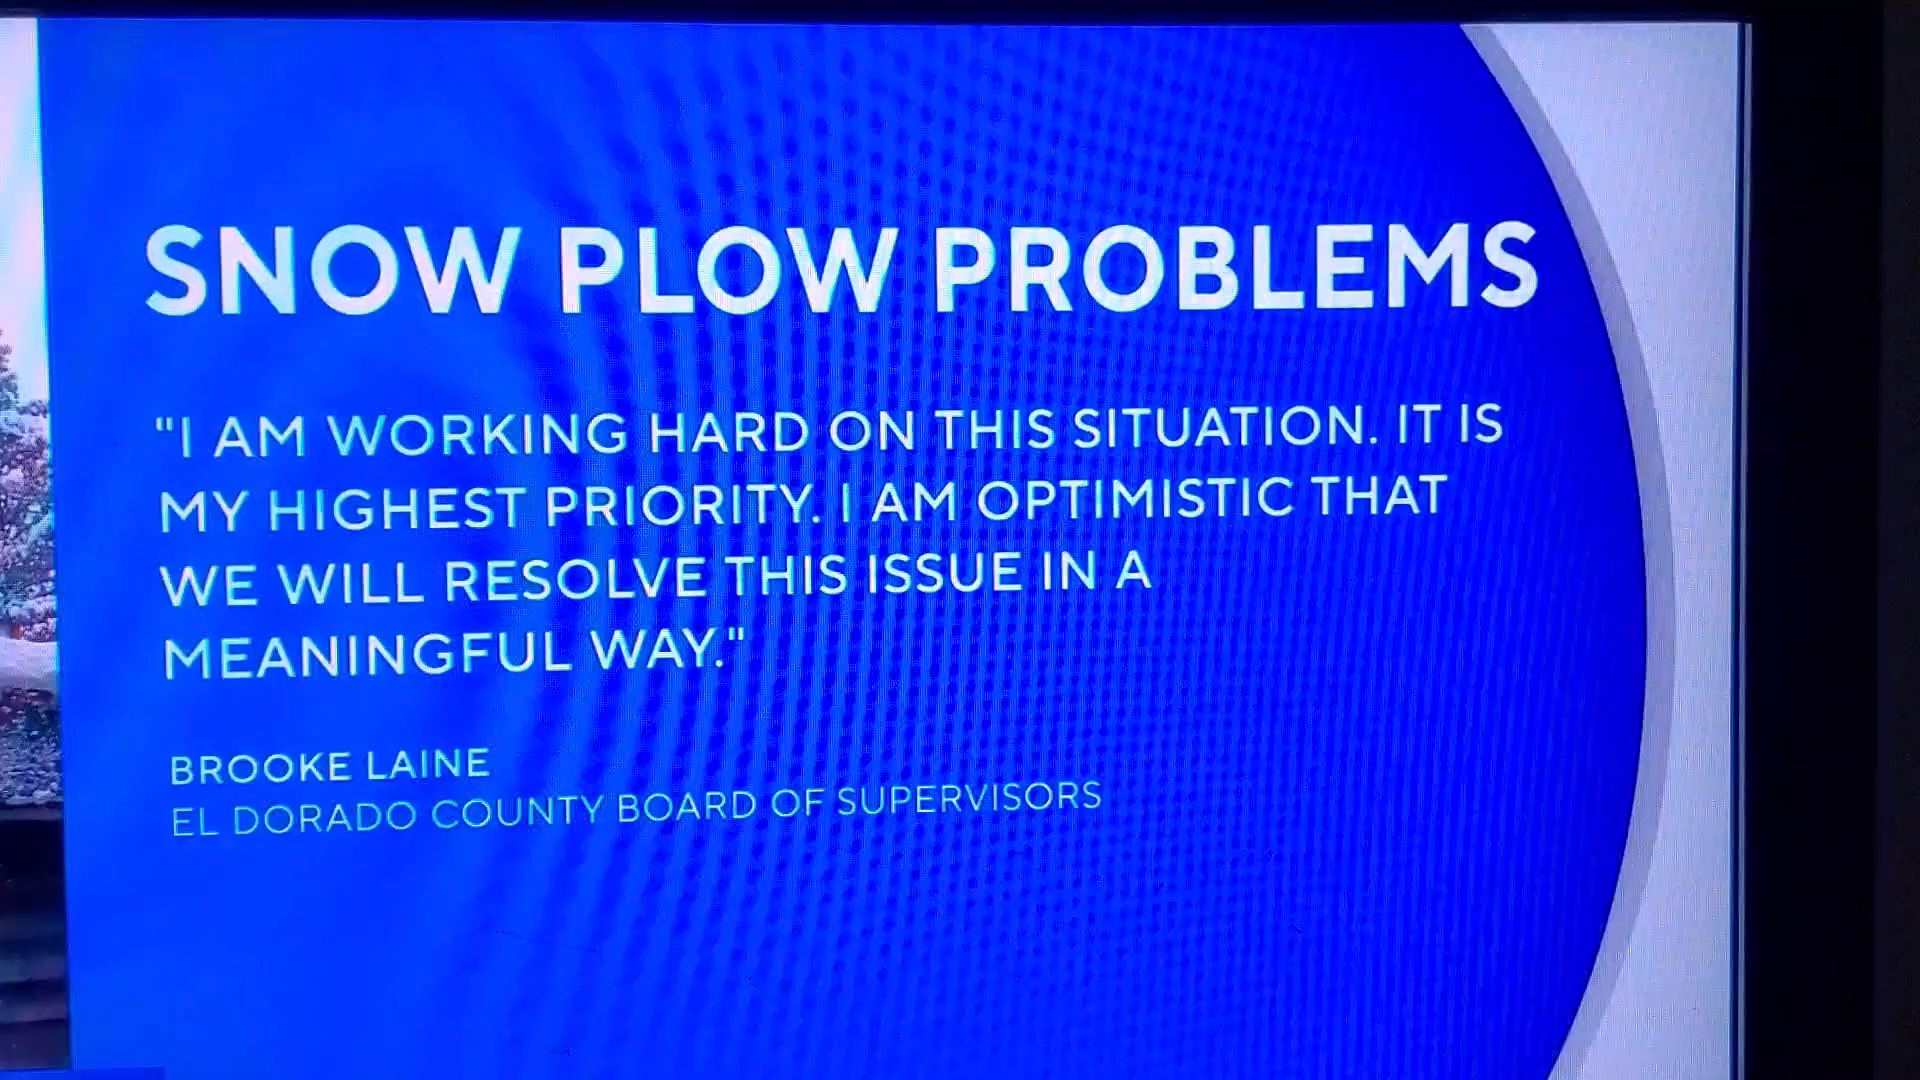 SNOW PLOW PROBLEMS
"I AM WORKING HARD ON THIS SITUATION. IT IS
MY HIGHEST PRIORITY. I AM OPTIMISTIC THAT
WE WILL RESOLVE THIS ISSUE IN A
MEANINGFUL WAY."
BROOKE LAINE
EL DORADO COUNTY BOARD OF SUPERVISORS